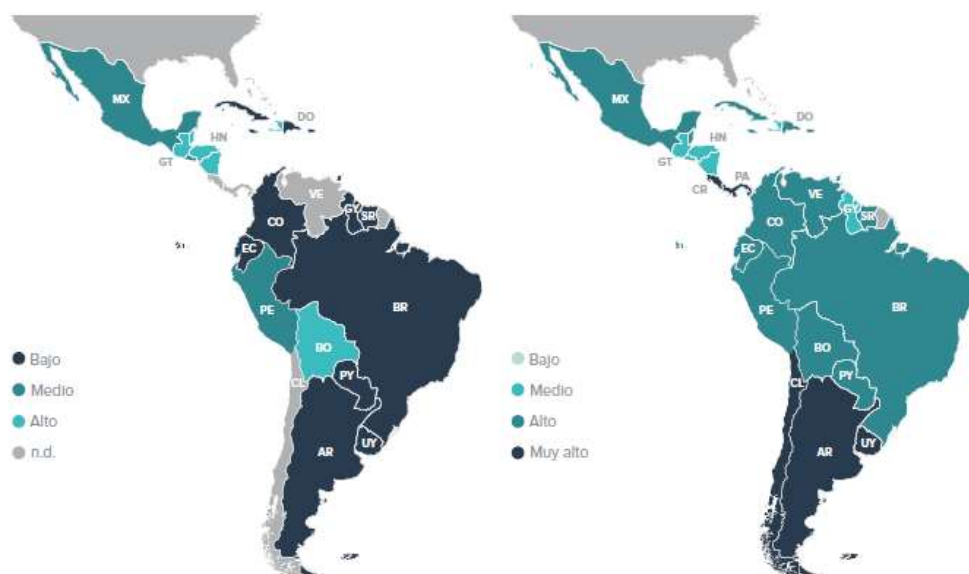 MX
DO
HN
GT
VE
GY
SR
CO
EC
BR
PE
BO
PY
CL
UY
AR
Bajo
Medio
Alto
n.d.
MX
DO
HN
GT
PA
CR
VE
GY
SR
CO
EC
BR
PE
BO
PY
CL
UY
AR
Bajo
Medio
Alto
Muy alto